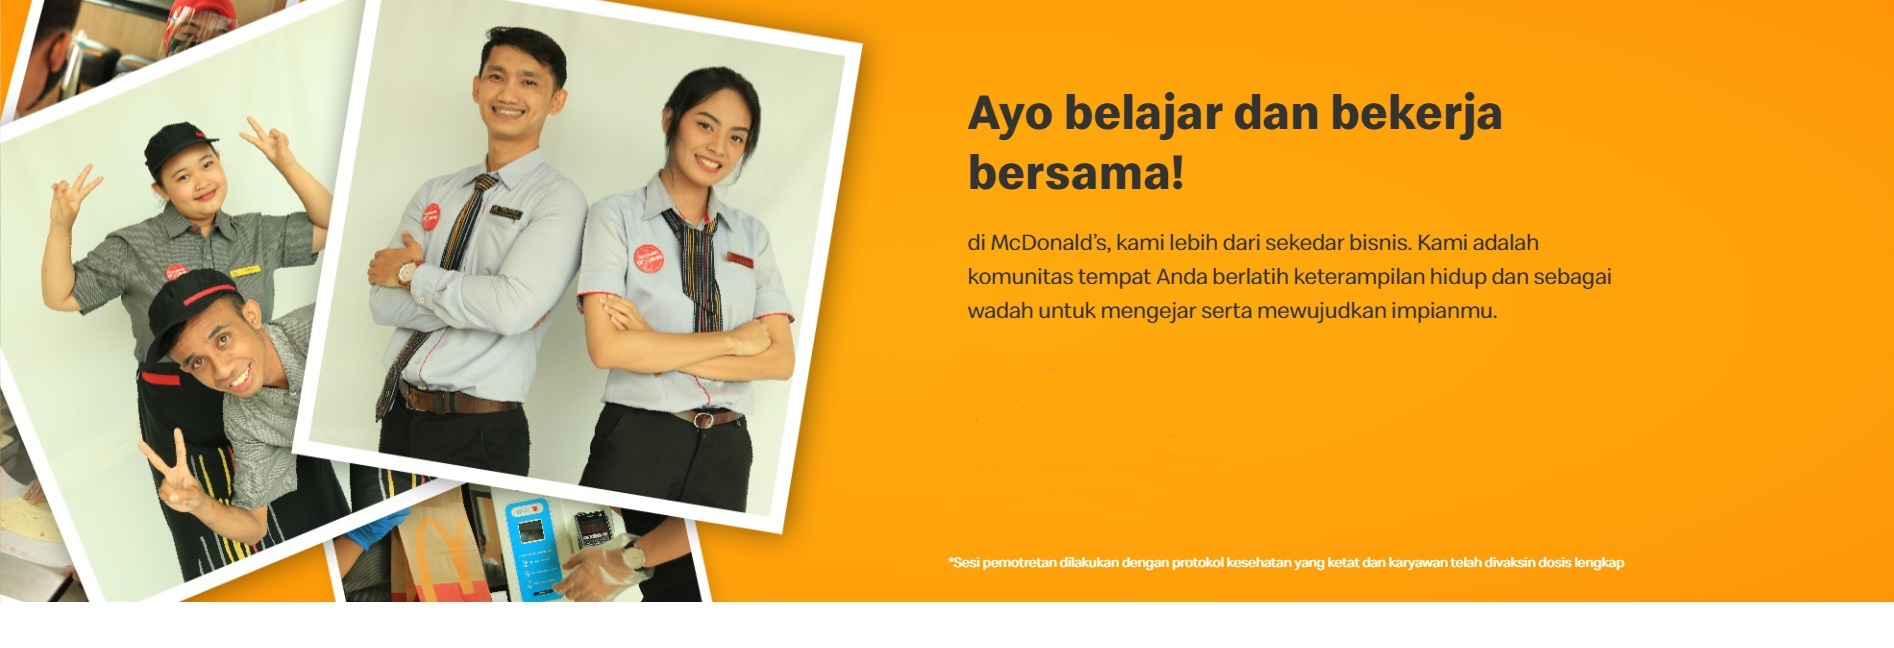 Ayo belajar dan bekerja
bersama!
di McDonald's, kami lebih dari sekedar bisnis. Kami adalah
komunitas tempat Anda berlatih keterampilan hidup dan sebagai
wadah untuk mengejar serta mewujudkan impianmu.
*Sesi pemotretan dilakukan dengan protokol kesehatan yang ketat dan karyawan telah divaksin dosis lengkap